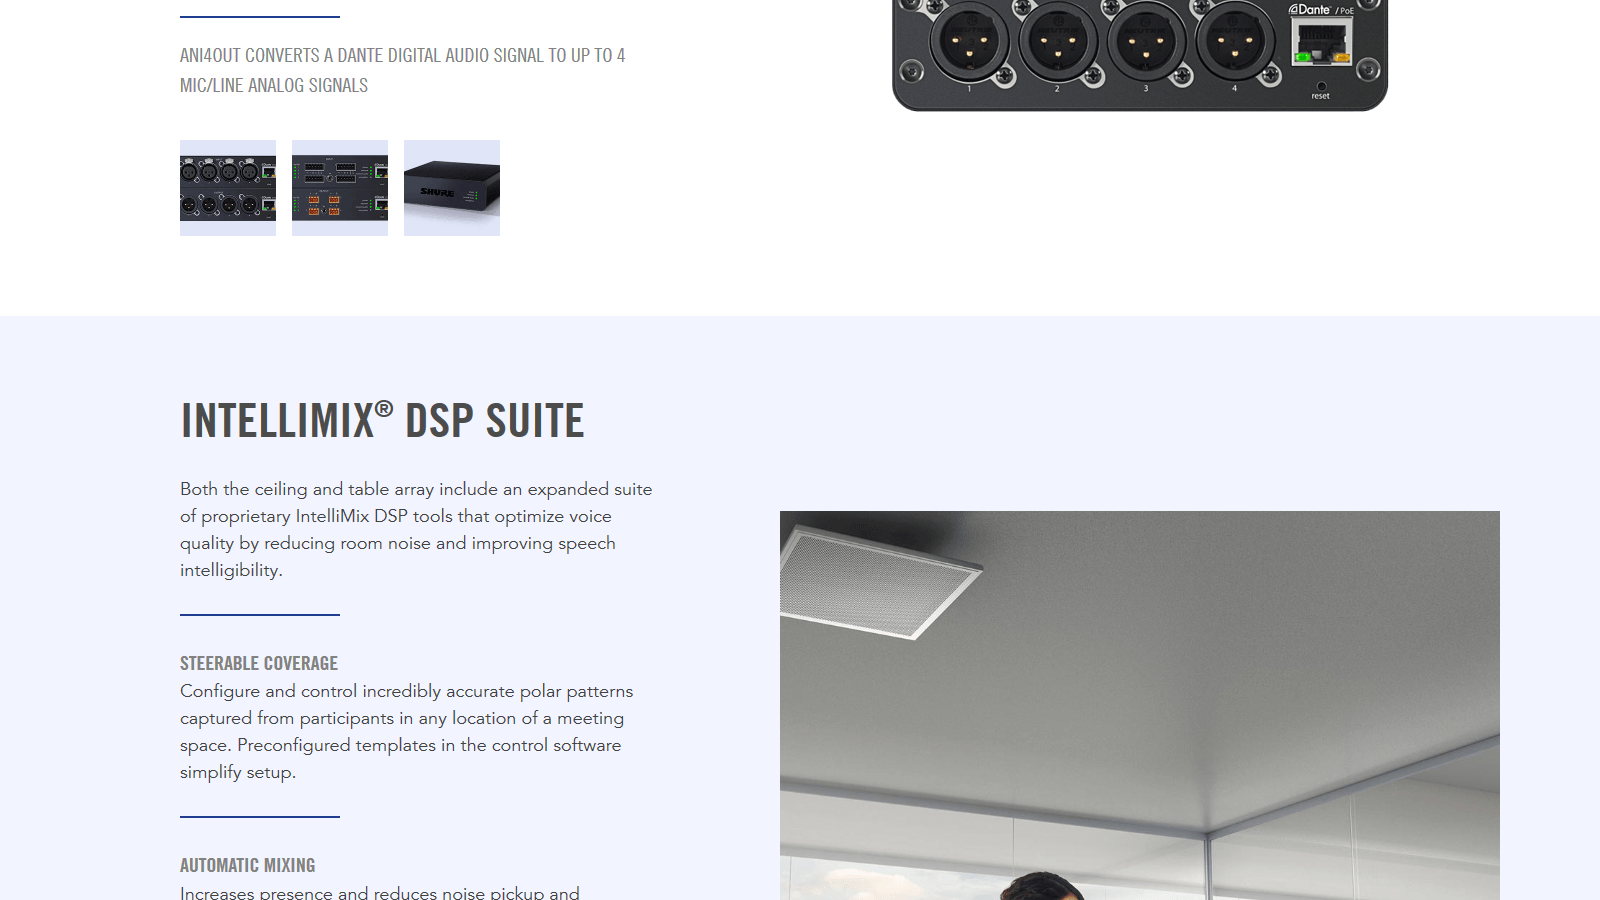 Dante / PoE
1 2 3 4
reset
ANI4OUT CONVERTS A DANTE DIGITAL AUDIO SIGNAL TO UP TO 4
MIC/LINE ANALOG SIGNALS
SHURE
INTELLIMIX® DSP SUITE
Both the ceiling and table array include an expanded suite
of proprietary IntelliMix DSP tools that optimize voice
quality by reducing room noise and improving speech
intelligibility.
STEERABLE COVERAGE
Configure and control incredibly accurate polar patterns
captured from participants in any location of a meeting
space. Preconfigured templates in the control software
simplify setup.
AUTOMATIC MIXING
Increases presence and reduces noise pickup and